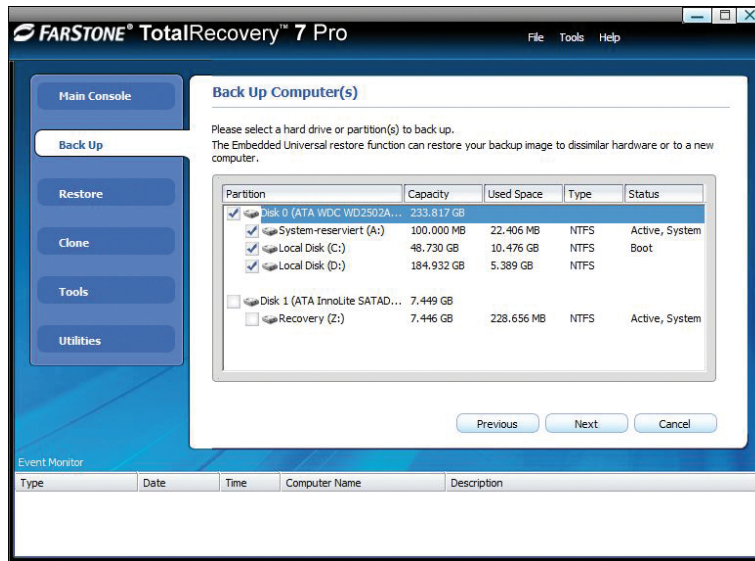 FARSTONE® TotalRecovery™ 7 Pro
File Tools Help
Main Console
Back Up
Restore
Clone
Tools
Utilities
Back Up Computer(s)
Please select a hard drive or partition(s) to back up.
The Embedded Universal restore function can restore your backup image to dissimilar hardware or to a new
computer.
Partition Capacity Used Space Type Status
Disk 0 (ATA WDC WD2502A... 233.817 GB
System-reserviert (A:) 100.000 MB 22.406 MB NTFS Active, System
Local Disk (C:) 48.730 GB 10.476 GB NTFS Boot
Local Disk (D:) 184.932 GB 5.389 GB NTFS
Disk 1 (ATA InnoLite SATAD... 7.449 GB
Recovery (Z:) 7.446 GB 228.656 MB NTFS Active, System
Previous Next Cancel
Event Monitor
Type Date Time Computer Name Description